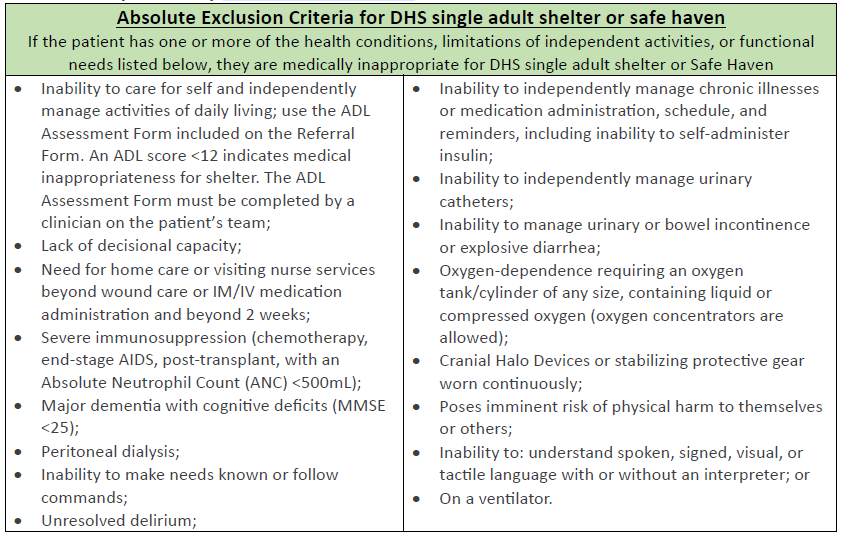 Absolute Exclusion Criteria for DHS single adult shelter or safe haven
If the patient has one or more of the health conditions, limitations of independent activities, or functional
needs listed below, they are medically inappropriate for DHS single adult shelter or Safe Haven
• Inability to care for self and independently
manage activities of daily living; use the ADL
Assessment Form included on the Referral
Form. An ADL score <12 indicates medical
inappropriateness for shelter. The ADL
Assessment Form must be completed by a
clinician on the patient's team;
• Lack of decisional capacity;
• Need for home care or visiting nurse services
beyond wound care or IM/IV medication
administration and beyond 2 weeks;
• Severe immunosuppression (chemotherapy,
end-stage AIDS, post-transplant, with an
Absolute Neutrophil Count (ANC) <500mL);
• Major dementia with cognitive deficits (MMSE
<25);
• Peritoneal dialysis;
• Inability to make needs known or follow
commands;
• Unresolved delirium;
• Inability to independently manage chronic illnesses
or medication administration, schedule, and
reminders, including inability to self-administer
insulin;
• Inability to independently manage urinary
catheters;
• Inability to manage urinary or bowel incontinence
or explosive diarrhea;
• Oxygen-dependence requiring an oxygen
tank/cylinder of any size, containing liquid or
compressed oxygen (oxygen concentrators are
allowed);
• Cranial Halo Devices or stabilizing protective gear
worn continuously;
• Poses imminent risk of physical harm to themselves
or others;
• Inability to: understand spoken, signed, visual, or
tactile language with or without an interpreter; or
• On a ventilator.